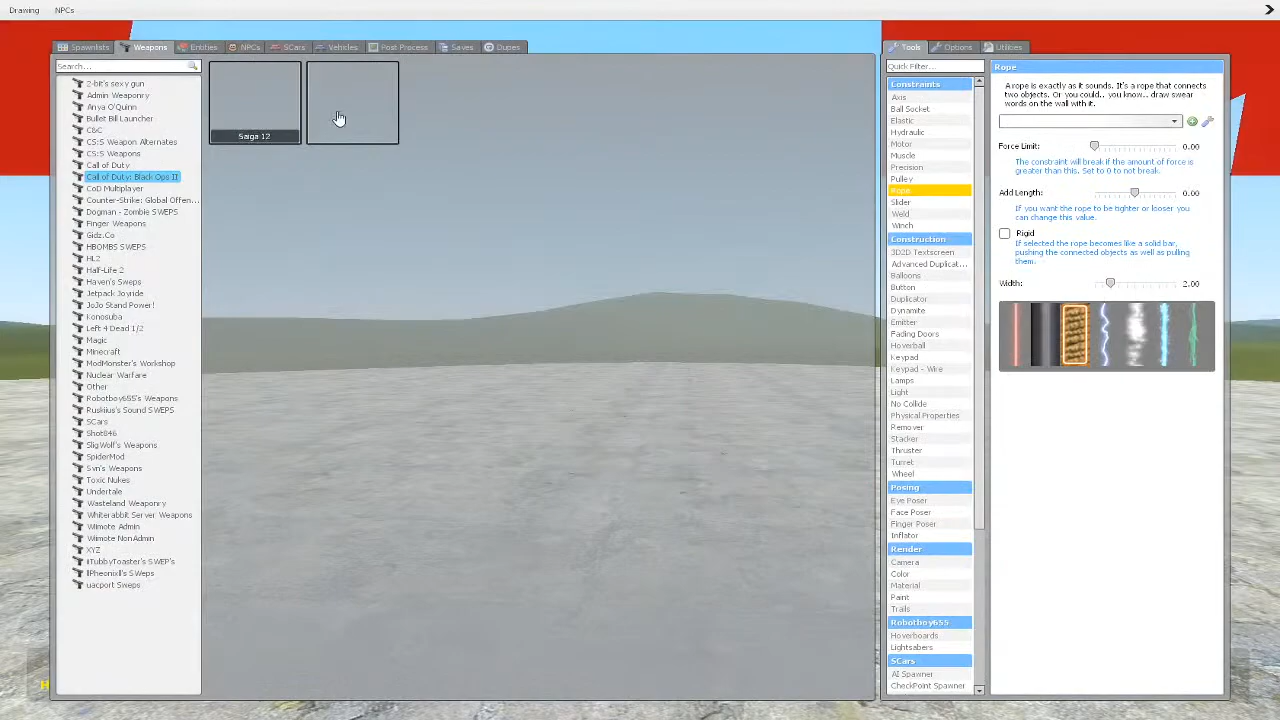 Drawing NPCs
Spawnlists Weapons Entities NPCs SCars Vehicles Post Process Saves Dupes
Search...
2-bit's sexy gun
Admin Weaponry
Anya O'Quinn
Bullet Bill Launcher
C&C
CS:S Weapon Alternates
CS:S Weapons
Call of Duty
Call of Duty: Black Ops II
CoD Multiplayer
Counter-Strike: Global Offen...
Dogman - Zombie SWEPS
Finger Weapons
Gidz.Co
HBOMBS SWEPS
HL2
Half-Life 2
Haven's Sweps
Jetpack Joyride
JoJo Stand Power!
Konosuba
Left 4 Dead 1/2
Magic
Minecraft
ModMonster's Workshop
Nuclear Warfare
Other
Robotboy655's Weapons
Ruskiius's Sound SWEPS
SCars
Shot846
SligWolf's Weapons
SpiderMod
Svn's Weapons
Toxic Nukes
Undertale
Wasteland Weaponry
Whiterabbit Server Weapons
Wiimote Admin
Wiimote NonAdmin
XYZ
iiTubbyToaster's SWEP's
uacport Sweps
Saiga 12
Tools Options Utilities
Quick Filter...
Constraints
Axis
Ball Socket
Elastic
Hydraulic
Motor
Muscle
Precision
Pulley
Rope
Slider
Weld
Winch
Construction
3D2D Textscreen
Advanced Duplicat...
Balloons
Button
Duplicator
Dynamite
Emitter
Fading Doors
Hoverball
Keypad
Keypad - Wire
Lamps
Light
No Collide
Physical Properties
Remover
Stacker
Thruster
Turret
Wheel
Posing
Eye Poser
Face Poser
Finger Poser
Inflator
Render
Camera
Color
Material
Paint
Trails
Robotboy655
Hoverboards
Lightsabers
SCars
AI Spawner
CheckPoint Spawner
Rope
A rope is exactly as it sounds. It's a rope that connects
two objects. Or you could.. you know.. draw swear
words on the wall with it.
Force Limit: 0.00
The constraint will break if the amount of force is
greater than this. Set to 0 to not break.
Add Length: 0.00
If you want the rope to be tighter or looser you
can change this value.
Rigid
If selected the rope becomes like a solid bar,
pushing the connected objects as well as pulling
them.
Width: 2.00